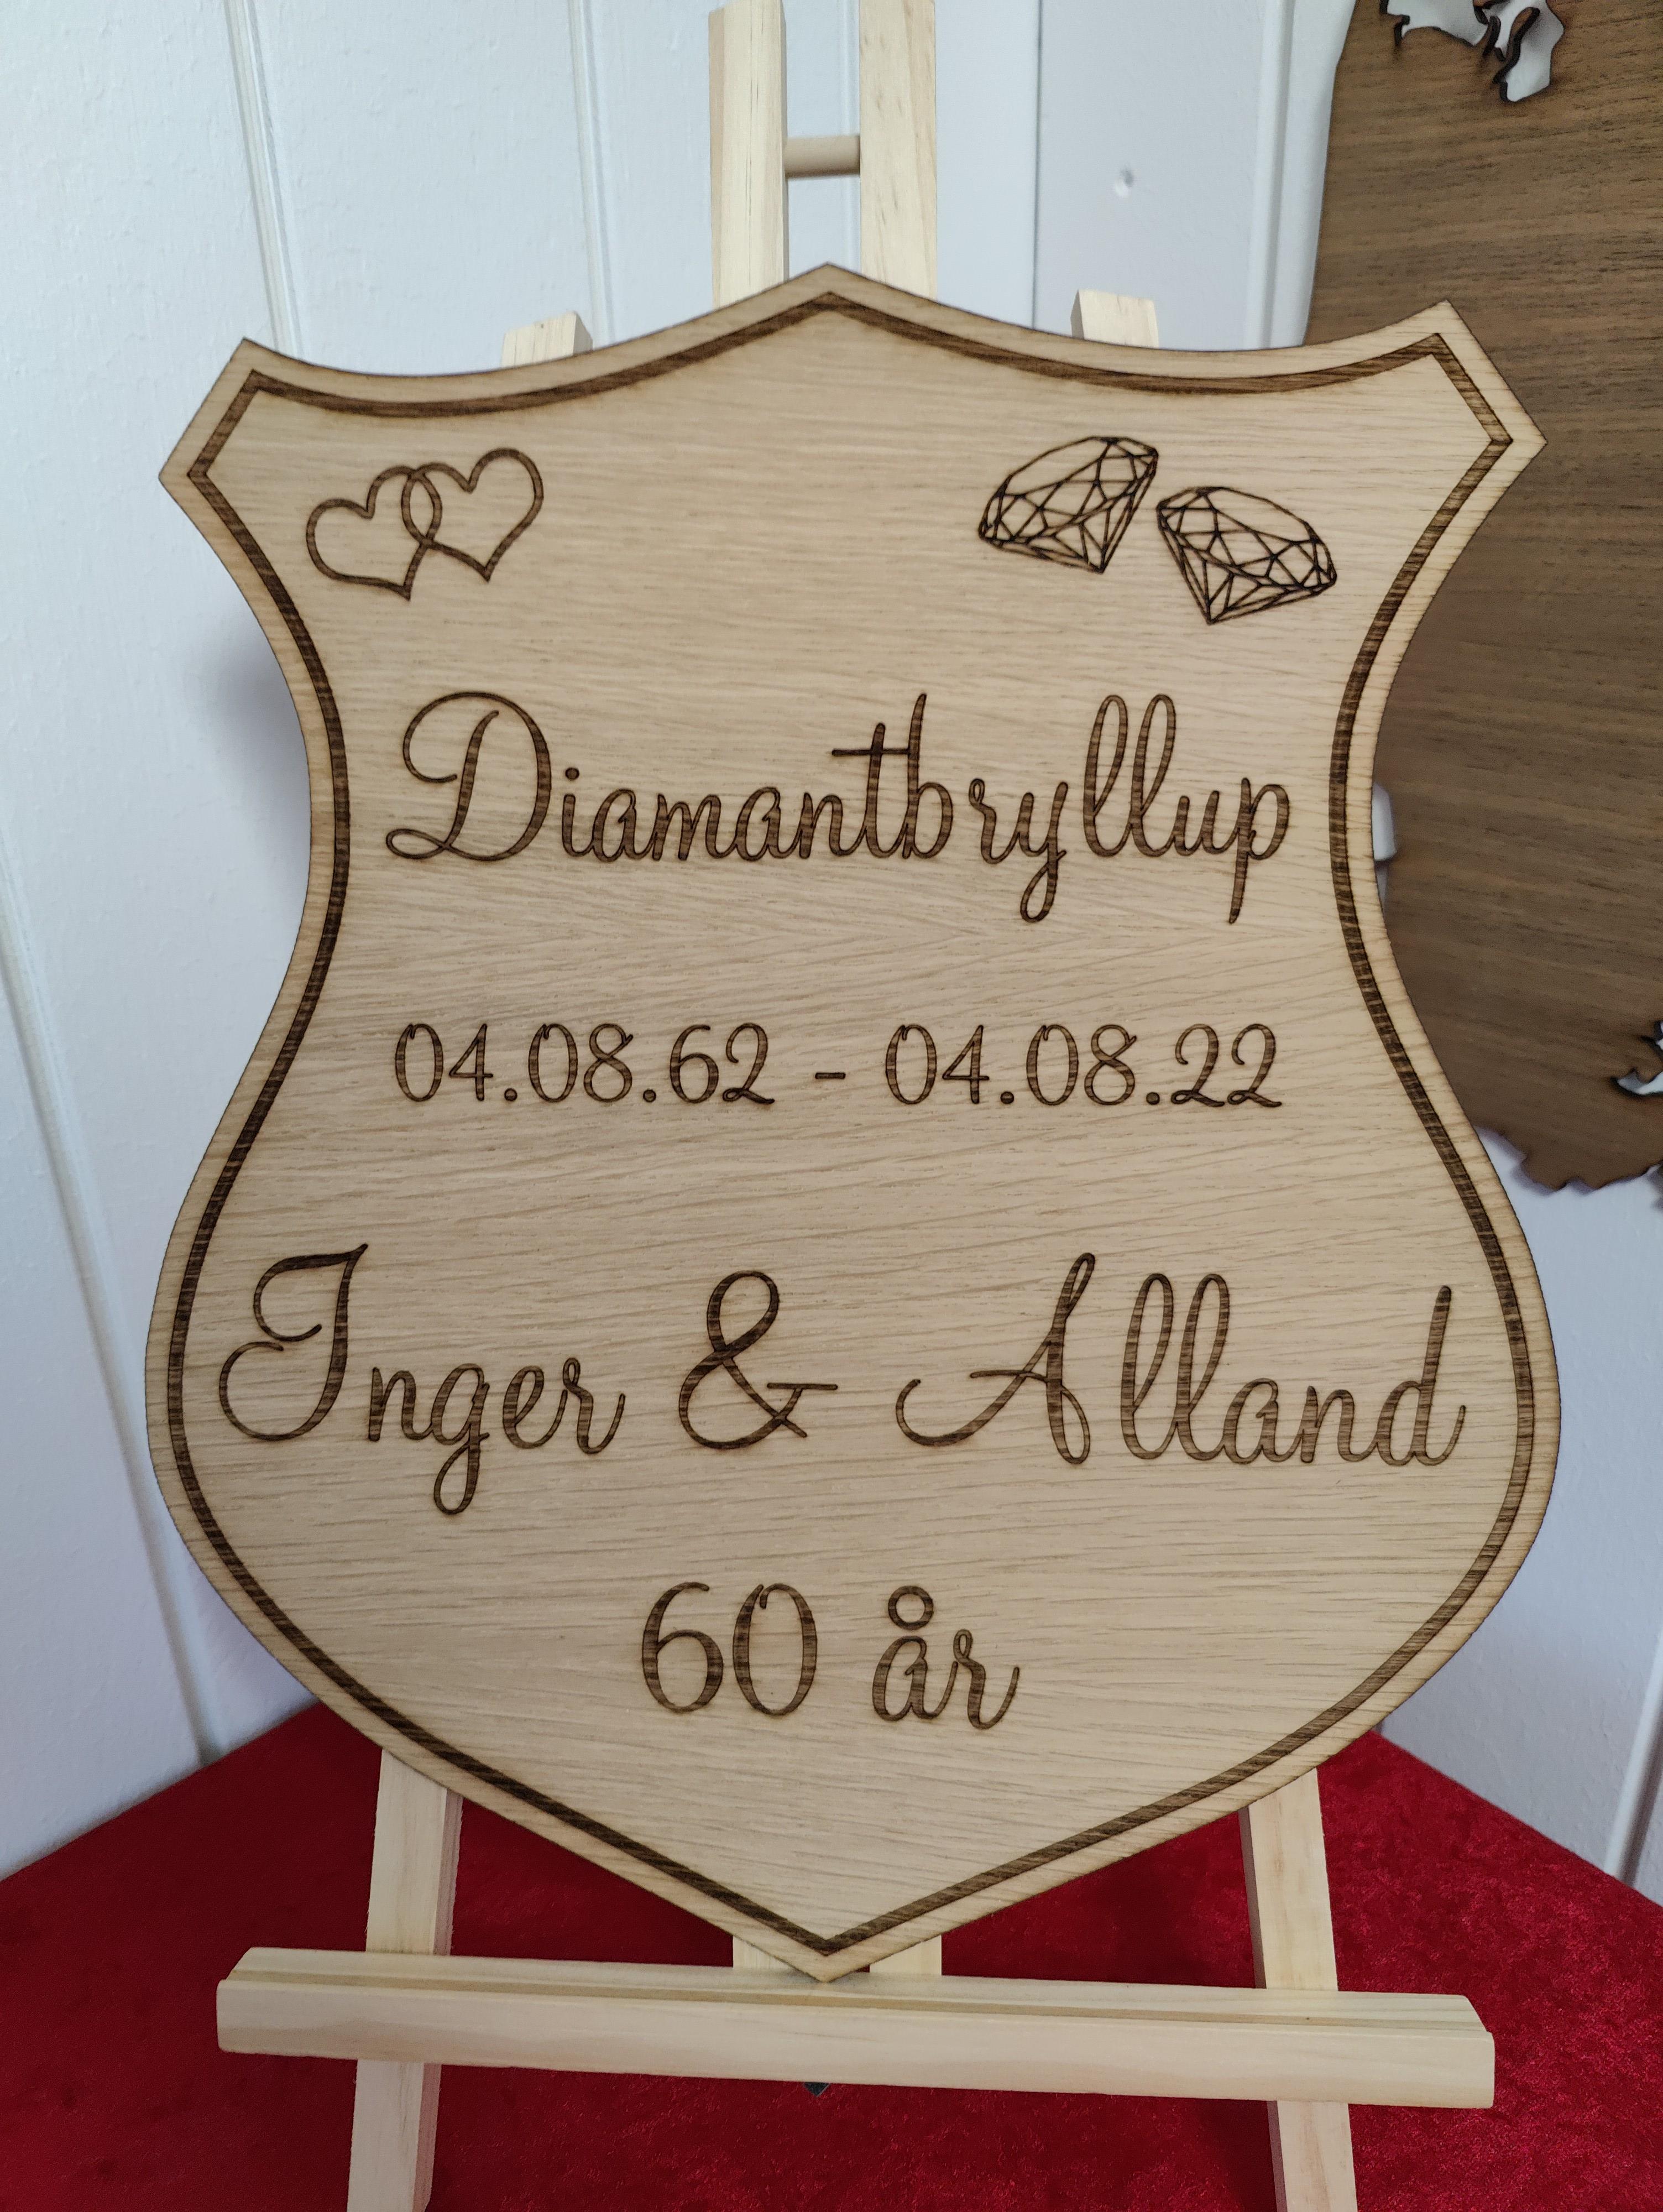 Diamantbryllup
04.08.62 - 04.08.22
Inger & Alland
60 år